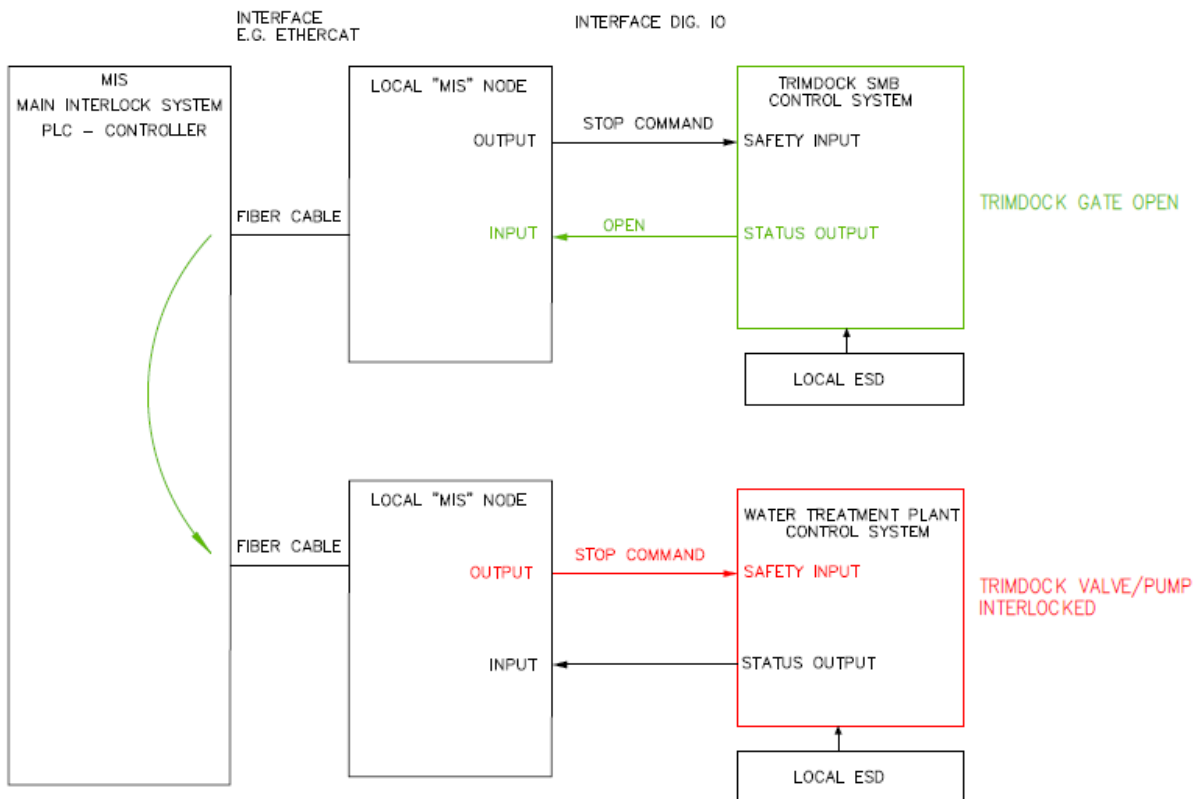 INTERFACE
E.G. ETHERCAT
INTERFACE DIG. IO
MIS
MAIN INTERLOCK SYSTEM
PLC - CONTROLLER
FIBER CABLE
LOCAL "MIS" NODE
OUTPUT
INPUT
STOP COMMAND
OPEN
TRIMDOCK SMB
CONTROL SYSTEM
SAFETY INPUT
STATUS OUTPUT
TRIMDOCK GATE OPEN
LOCAL ESD
FIBER CABLE
LOCAL "MIS" NODE
OUTPUT
INPUT
STOP COMMAND
WATER TREATMENT PLANT
CONTROL SYSTEM
SAFETY INPUT
STATUS OUTPUT
TRIMDOCK VALVE/PUMP
INTERLOCKED
LOCAL ESD